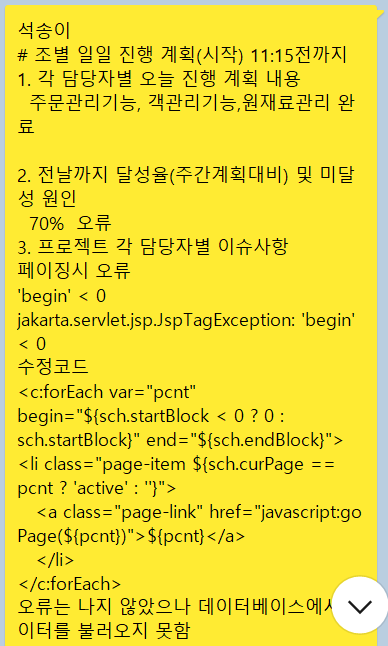 석송이
# 조별 일일 진행 계획(시작) 11:15전까지
1. 각 담당자별 오늘 진행 계획 내용
주문관리기능, 객관리기능,원재료관리 완
료
2. 전날까지 달성율(주간계획대비) 및 미달
성 원인
70% 오류
3. 프로젝트 각 담당자별 이슈사항
페이징시 오류
'begin' < 0
jakarta.servlet.jsp.JspTagException: 'begin'
< 0
수정코드
<c:forEach var="pcnt"
begin="${sch.startBlock < 0 ? 0 :
sch.startBlock}" end="${sch.endBlock}">
<li class="page-item ${sch.curPage ==
pcnt ? 'active' : ''}">
<a class="page-link" href="javascript:go
Page(${pcnt})">${pcnt}</a>
</li>
</c:forEach>
오류는 나지 않았으나 데이터베이스에서
이터를 불러오지 못함